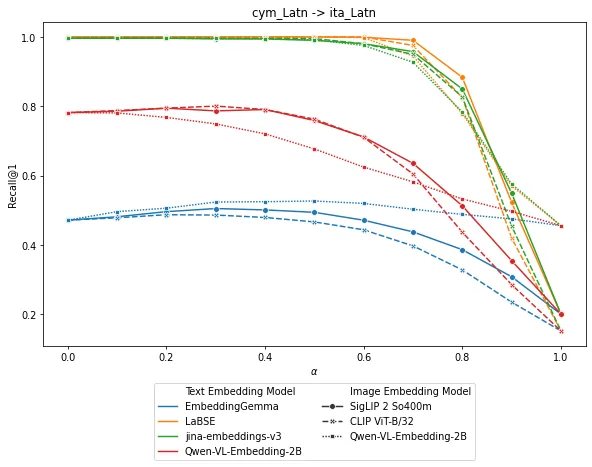 cym_Latn -> ita_Latn
1.0
0.8
0.6
0.4
0.2
Recall@1
0.0 0.2 0.4 0.6 0.8 1.0
α
Text Embedding Model Image Embedding Model
EmbeddingGemma SigLIP 2 So400m
LaBSE CLIP ViT-B/32
jina-embeddings-v3 Qwen-VL-Embedding-2B
Qwen-VL-Embedding-2B